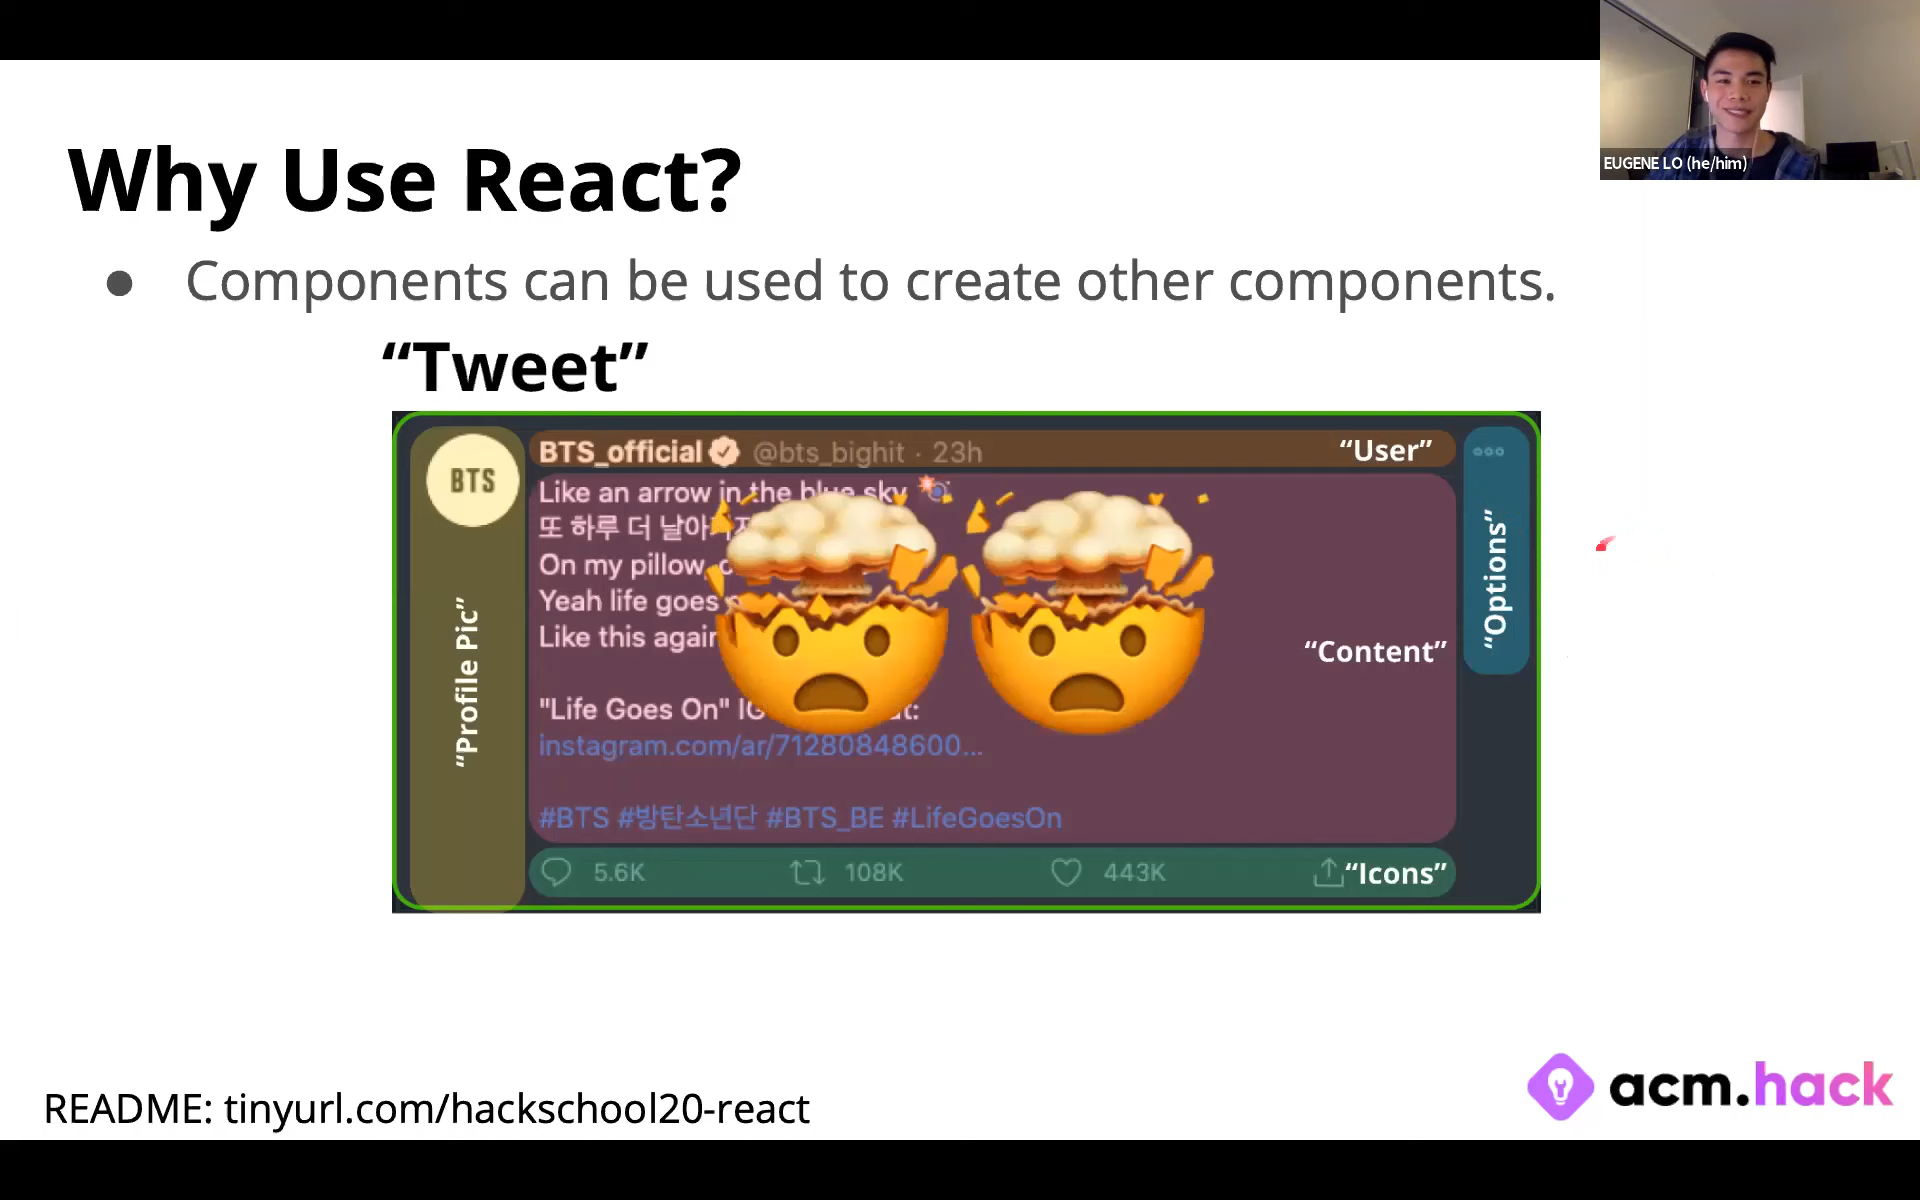 EUGENE LO (he/him)
Why Use React?
● Components can be used to create other components.
“Tweet”
BTS
“Profile Pic”
BTS_official @bts_bighit · 23h “User”
Like an arrow in the blue sky
또 하루 더 날아
On my pillow,
Yeah life goes
Like this again
"Life Goes On" IG
instagram.com/ar/71280848600...
#BTS #방탄소년단 #BTS_BE #LifeGoesOn
“Content”
“Options”
5.6K 108K 443K “Icons”
README: tinyurl.com/hackschool20-react
acm.hack